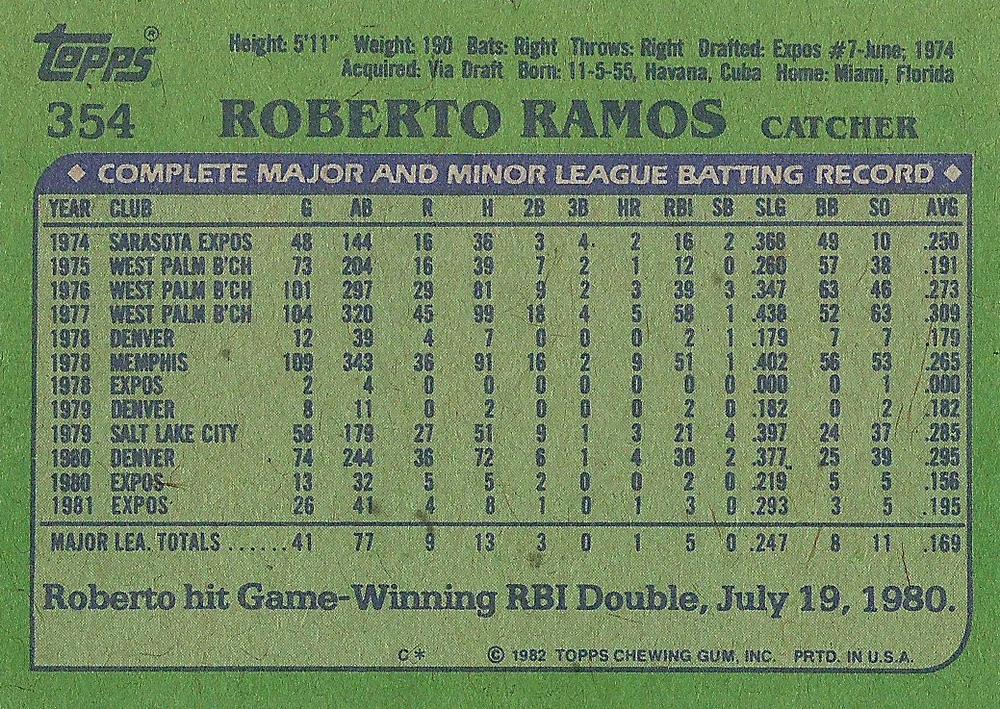 Topps®
Height: 5'11" Weight: 190 Bats: Right Throws: Right Drafted: Expos #7-June, 1974
Acquired: Via Draft Born: 11-5-55, Havana, Cuba Home: Miami, Florida
354 ROBERTO RAMOS CATCHER
◆ COMPLETE MAJOR AND MINOR LEAGUE BATTING RECORD ◆
YEAR CLUB G AB R H 2B 3B HR RBI SB SLG BB SO AVG
1974 SARASOTA EXPOS 48 144 16 36 3 4 2 16 2 .368 49 10 .250
1975 WEST PALM B'CH 73 204 16 39 7 2 1 12 0 .260 57 38 .191
1976 WEST PALM B'CH 101 297 29 81 9 2 3 39 3 .347 63 46 .273
1977 WEST PALM B'CH 104 320 45 99 18 4 5 58 1 .438 52 63 .309
1978 DENVER 12 39 4 7 0 0 0 2 1 .179 7 7 .179
1978 MEMPHIS 109 343 36 91 16 2 9 51 1 .402 56 53 .265
1978 EXPOS 2 4 0 0 0 0 0 0 0 .000 0 1 .000
1979 DENVER 8 11 0 2 0 0 0 2 0 .182 0 2 .182
1979 SALT LAKE CITY 58 179 27 51 9 1 3 21 4 .397 24 37 .285
1980 DENVER 74 244 36 72 6 1 4 30 2 .377 25 39 .295
1980 EXPOS 13 32 5 5 2 0 0 2 0 .219 5 5 .156
1981 EXPOS 26 41 4 8 1 0 1 3 0 .293 3 5 .195
MAJOR LEA. TOTALS ......41 77 9 13 3 0 1 5 0 .247 8 11 .169
Roberto hit Game-Winning RBI Double, July 19, 1980.
C* © 1982 TOPPS CHEWING GUM, INC. PRTD. IN U.S.A.